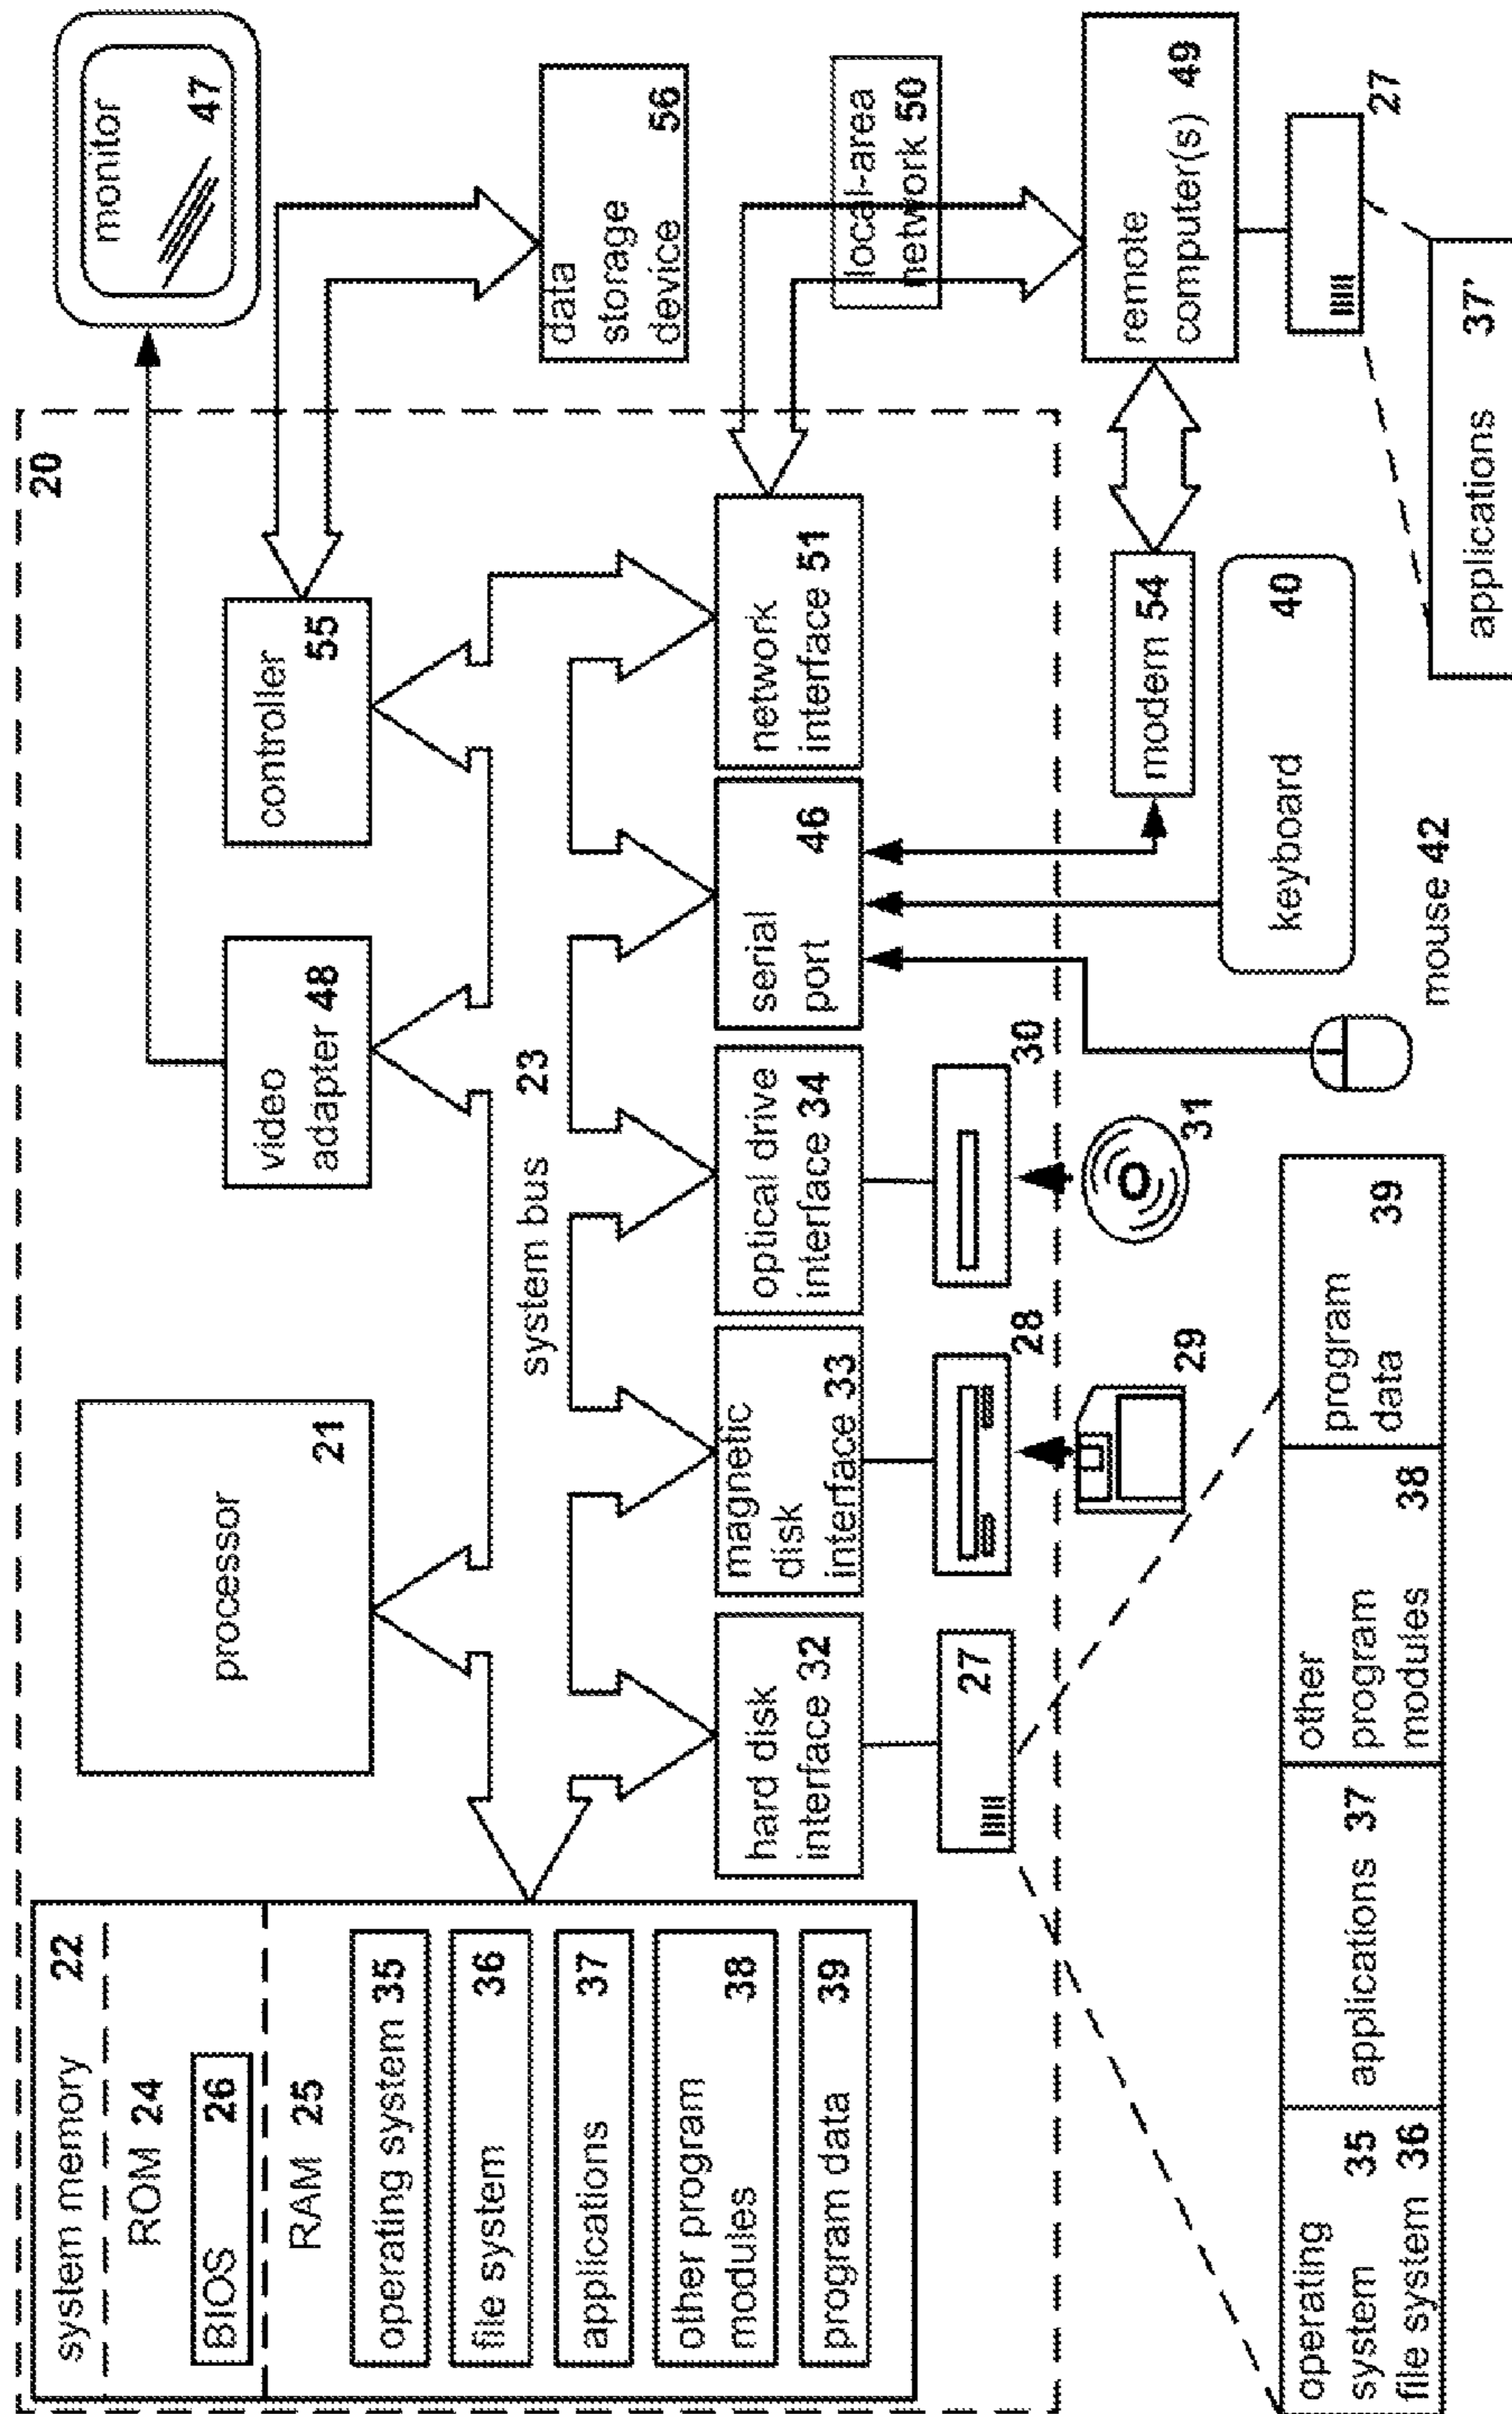 20
system memory 22
ROM 24
BIOS 26
RAM 25
operating system 35
file system 36
applications 37
other program
modules 38
program data 39
processor
21
video
adapter 48
controller
55
monitor
47
system bus 23
data
storage
device 56
local-area
network 50
hard disk
interface 32
magnetic
disk
interface 33
optical drive
interface 34
serial
port 46
network
interface 51
27
28
30
29
31
modem 54
remote
computer(s) 49
keyboard
40
mouse 42
27
operating
system 35
file system 36
applications 37
other
program
modules 38
program
data 39
applications 37'